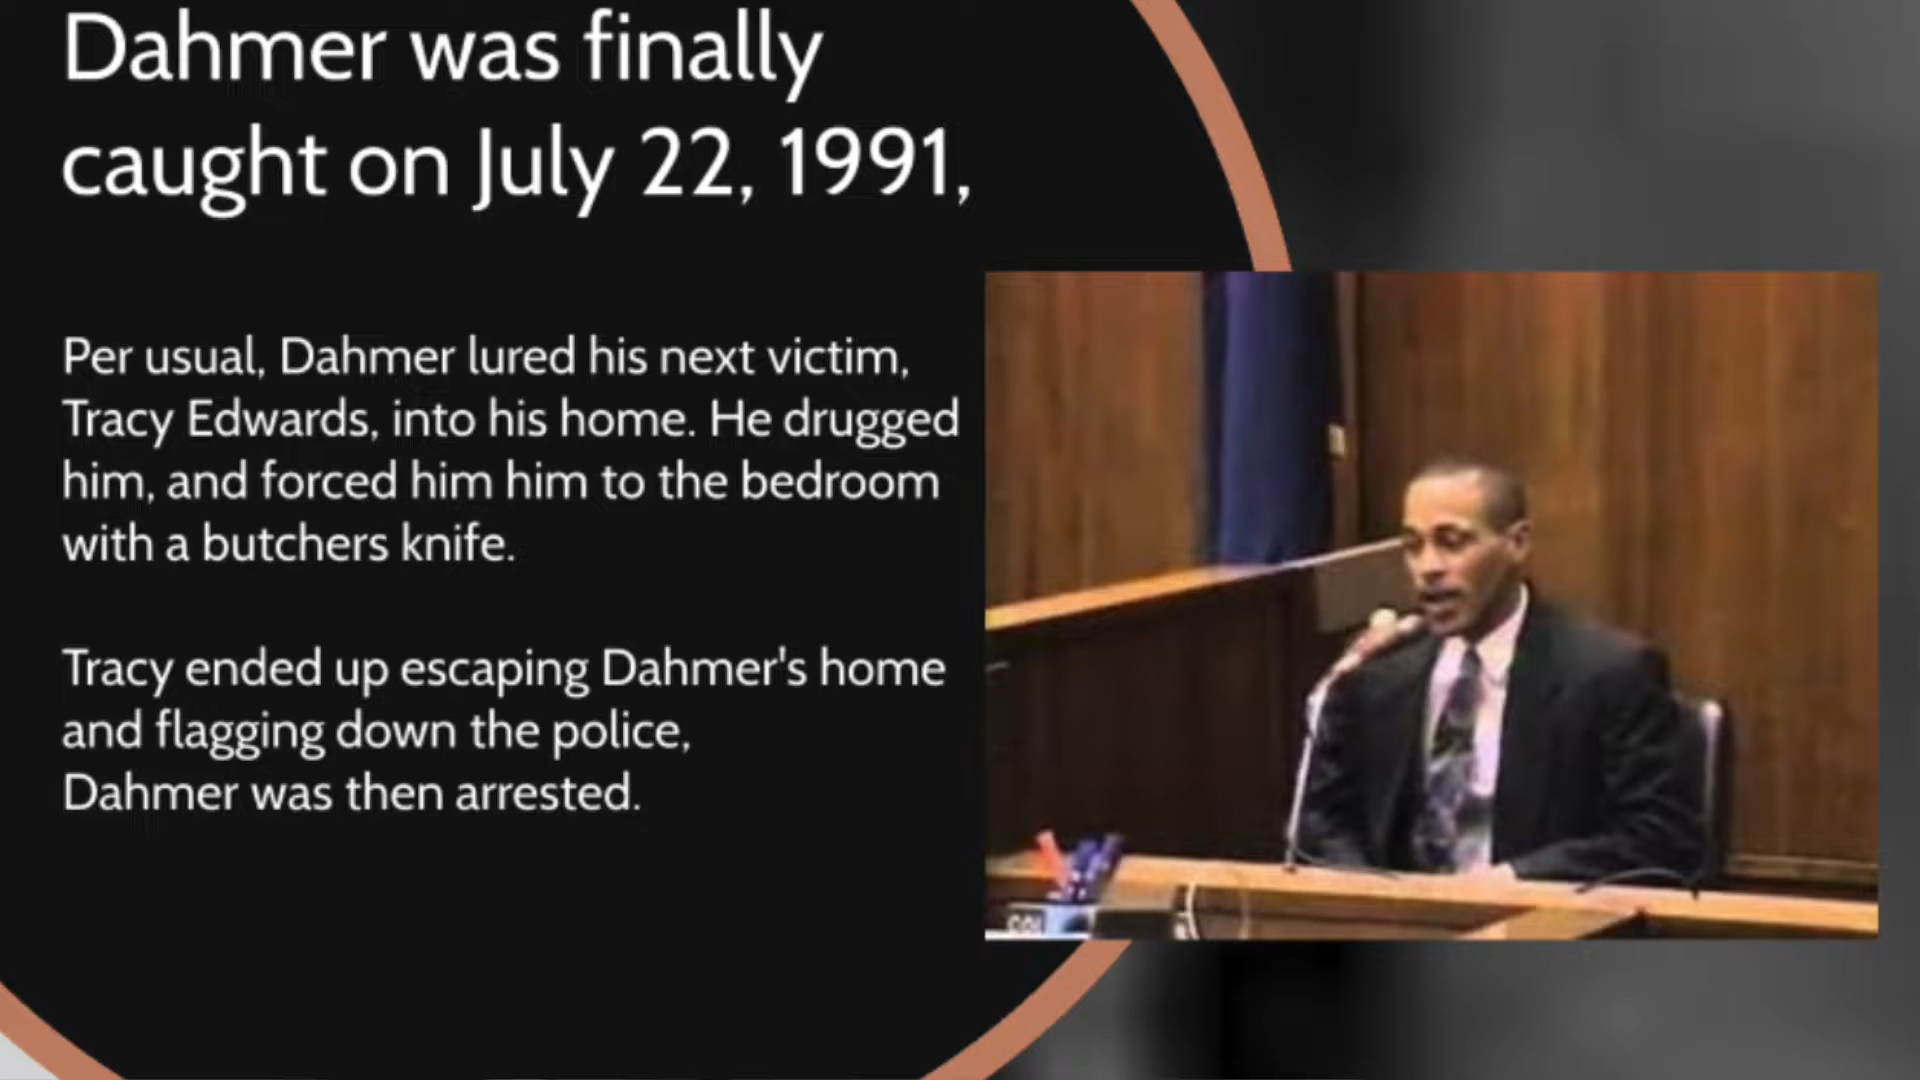 Dahmer was finally
caught on July 22, 1991,
Per usual, Dahmer lured his next victim,
Tracy Edwards, into his home. He drugged
him, and forced him him to the bedroom
with a butchers knife.
Tracy ended up escaping Dahmer's home
and flagging down the police,
Dahmer was then arrested.